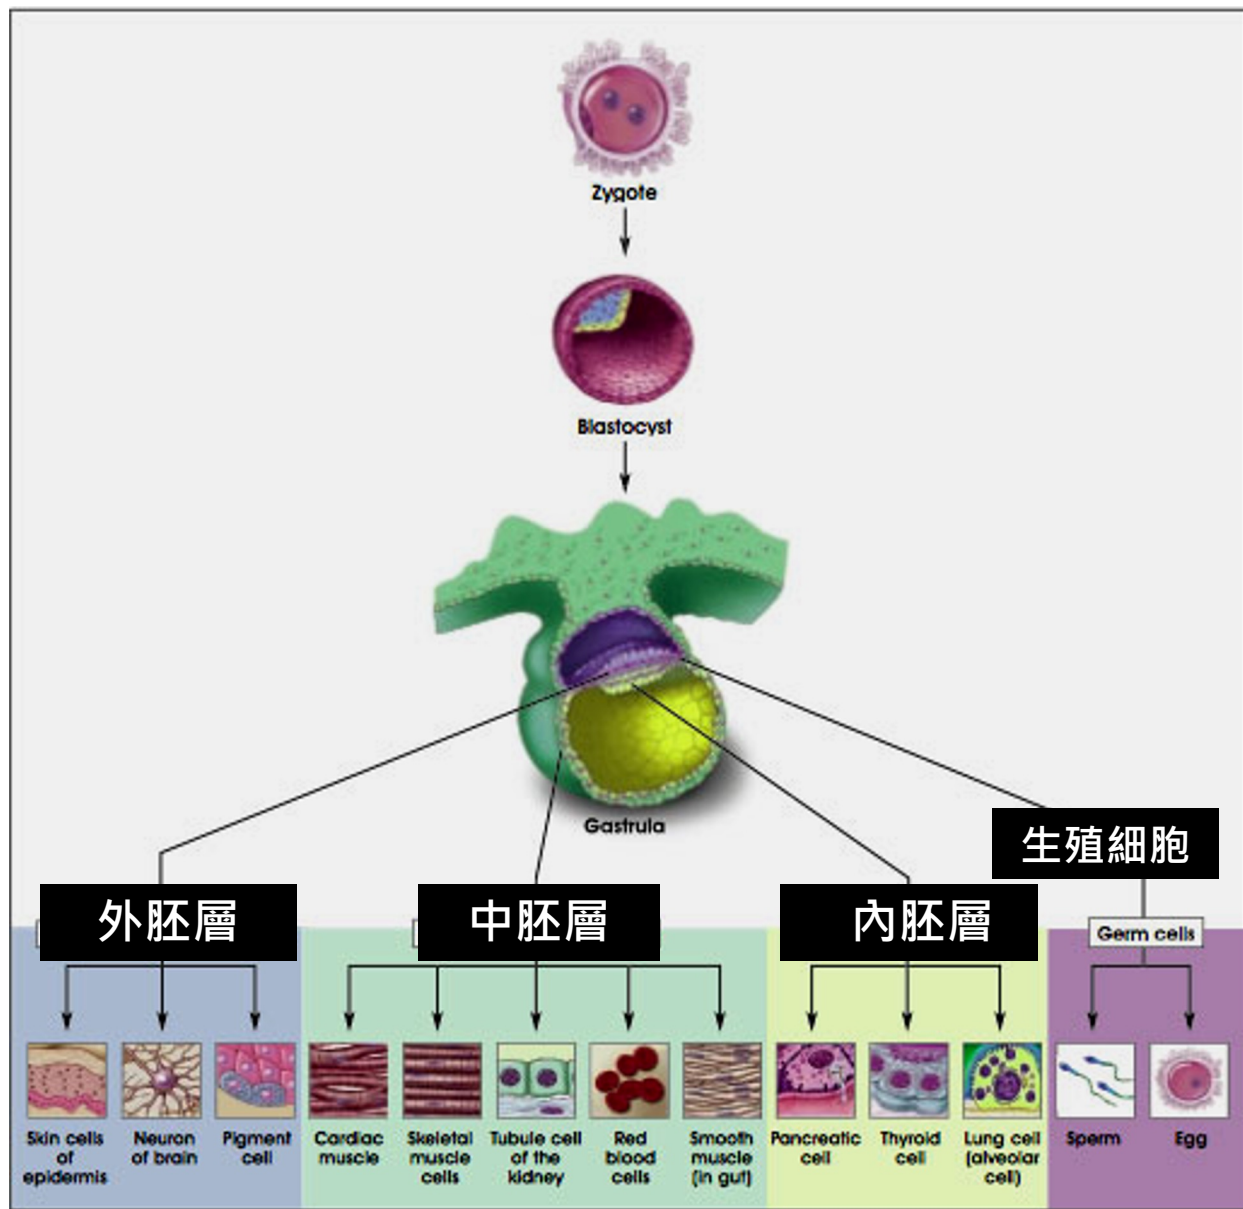 Zygote
Blastocyst
Gastrula
生殖細胞
外胚層
中胚層
內胚層
Germ cells
Skin cells
of
epidermis
Neuron
of brain
Pigment
cell
Cardiac
muscle
Skeletal
muscle
cells
Tubule cell
of the
kidney
Red
blood
cells
Smooth
muscle
(in gut)
Pancreatic
cell
Thyroid
cell
Lung cell
(alveolar
cell)
Sperm
Egg